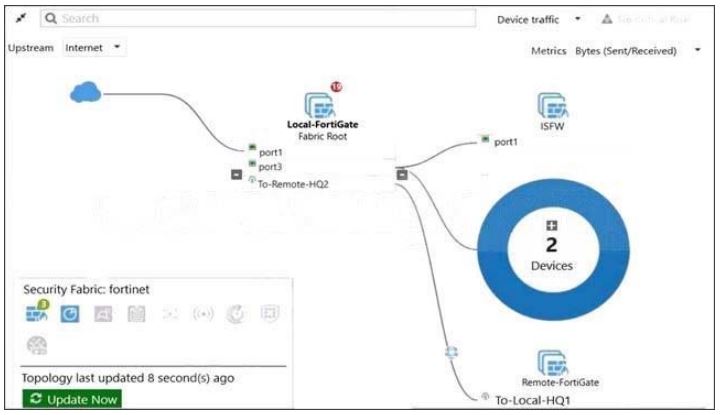 Search
Device traffic
Upstream Internet
Metrics Bytes (Sent/Received)
19
Local-FortiGate
Fabric Root
port1
port3
To-Remote-HQ2
ISFW
port1
2
Devices
Security Fabric: fortinet
3
Topology last updated 8 second(s) ago
Update Now
Remote-FortiGate
To-Local-HQ1